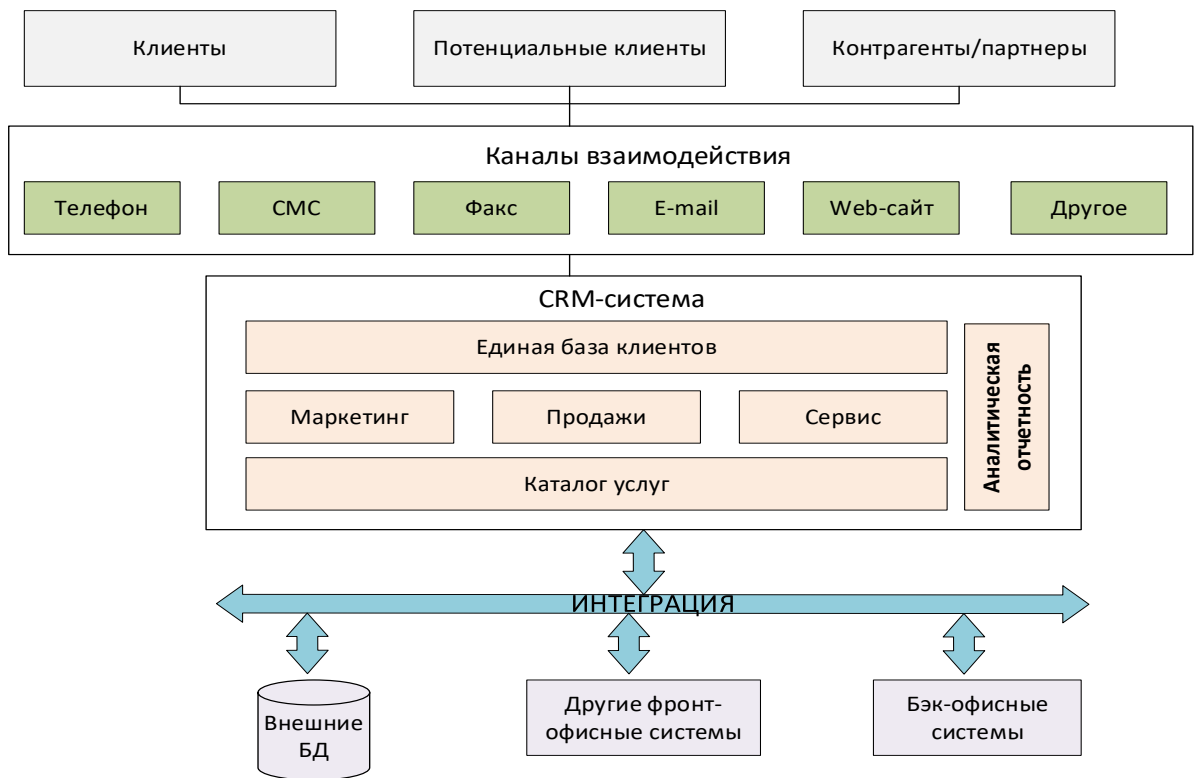 Клиенты
Потенциальные клиенты
Контрагенты/партнеры
Каналы взаимодействия
Телефон
СМС
Факс
E-mail
Web-сайт
Другое
CRM-система
Единая база клиентов
Маркетинг
Продажи
Сервис
Каталог услуг
Аналитическая
отчетность
ИНТЕГРАЦИЯ
Внешние
БД
Другие фронт-
офисные системы
Бэк-офисные
системы